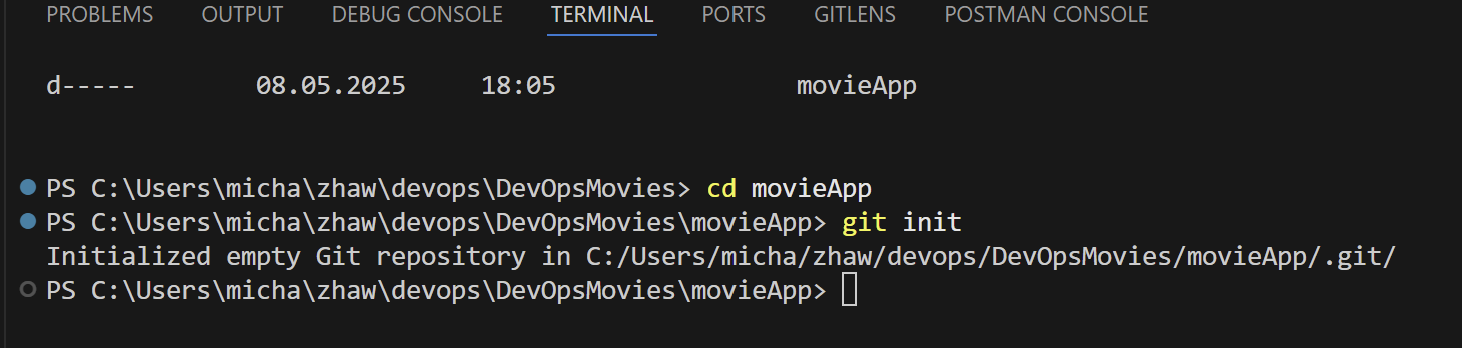 PROBLEMS OUTPUT DEBUG CONSOLE TERMINAL PORTS GITLENS POSTMAN CONSOLE
d----- 08.05.2025 18:05 movieApp
PS C:\Users\micha\zhaw\devops\DevOpsMovies> cd movieApp
PS C:\Users\micha\zhaw\devops\DevOpsMovies\movieApp> git init
Initialized empty Git repository in C:/Users/micha/zhaw/devops/DevOpsMovies/movieApp/.git/
PS C:\Users\micha\zhaw\devops\DevOpsMovies\movieApp>